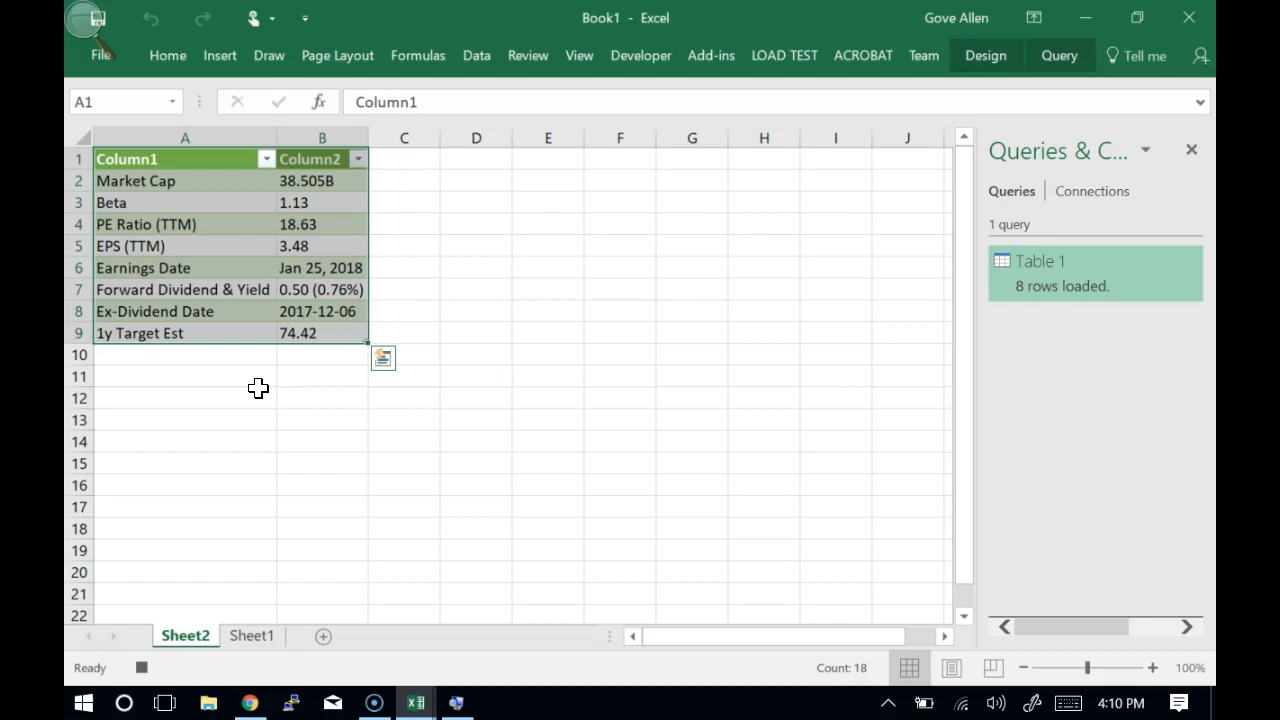 Book1 - Excel
Gove Allen
File Home Insert Draw Page Layout Formulas Data Review View Developer Add-ins LOAD TEST ACROBAT Team Design Query Tell me
A1 fx Column1
A B C D E F G H I J
1 Column1 Column2
2 Market Cap 38.505B
3 Beta 1.13
4 PE Ratio (TTM) 18.63
5 EPS (TTM) 3.48
6 Earnings Date Jan 25, 2018
7 Forward Dividend & Yield 0.50 (0.76%)
8 Ex-Dividend Date 2017-12-06
9 1y Target Est 74.42
10
11
12
13
14
15
16
17
18
19
20
21
22
Queries & C...
Queries Connections
1 query
Table 1
8 rows loaded.
Sheet2 Sheet1
Ready Count: 18 100%
4:10 PM